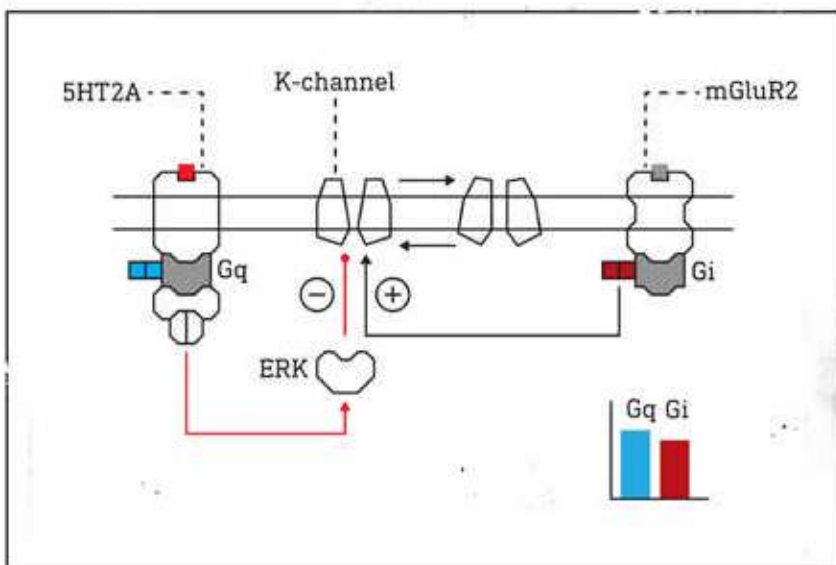 5HT2A
K-channel
mGluR2
Gq
Gi
−
+
ERK
Gq Gi